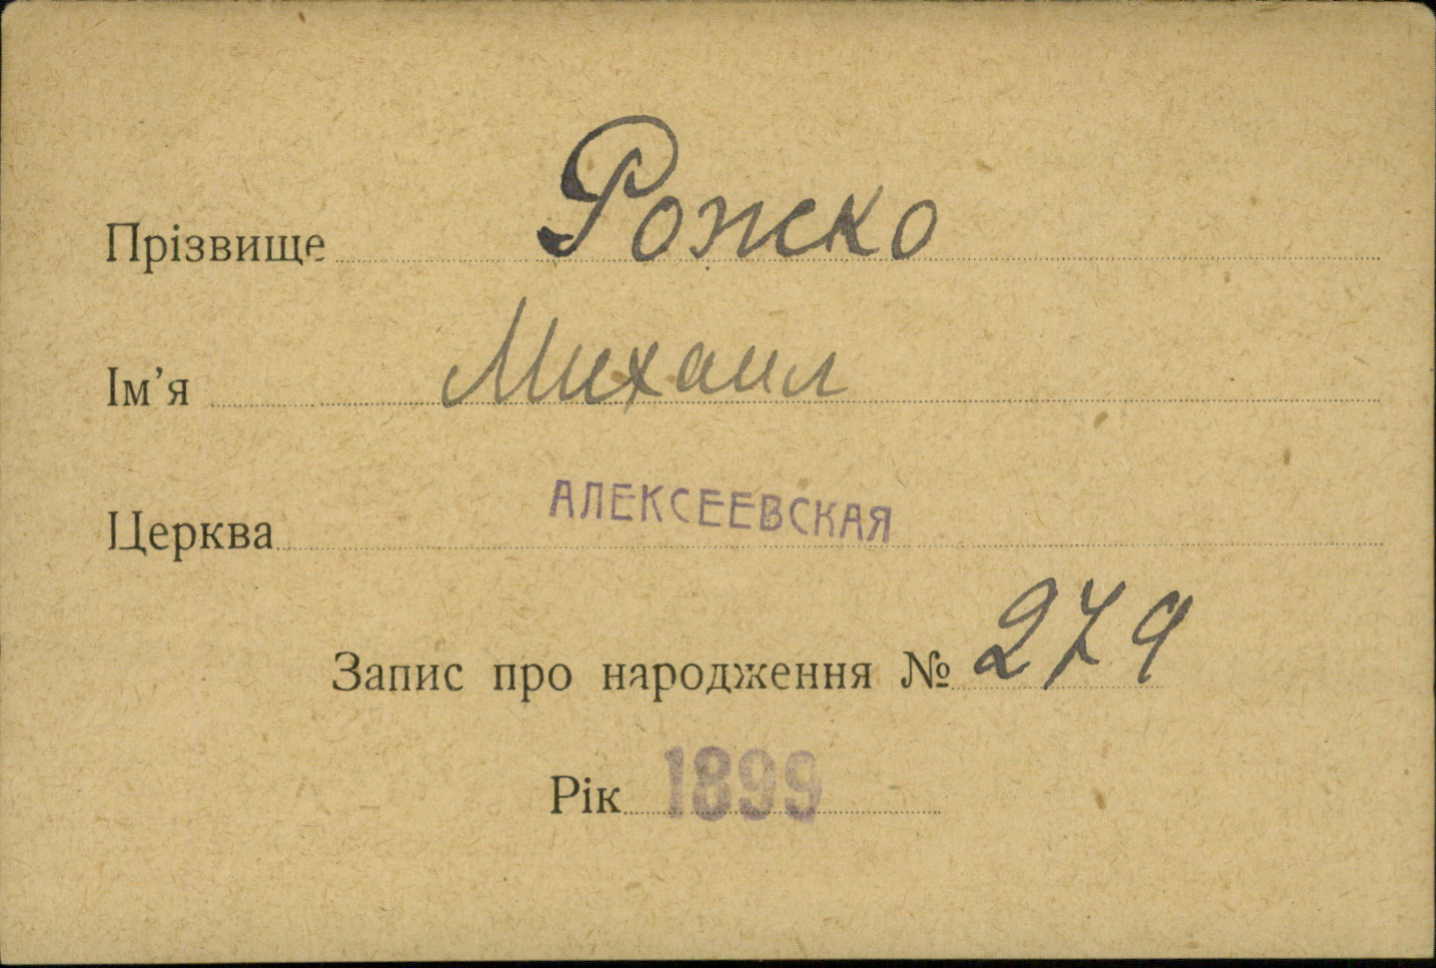 Прізвище Рожко
Ім'я Михаил
Церква АЛЕКСЕЕВСКАЯ
Запис про народження № 279
Рік 1899